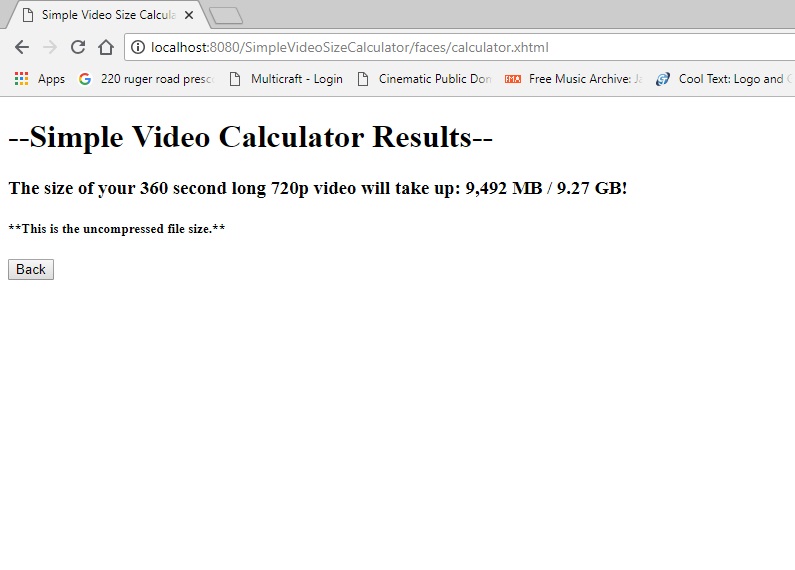 Simple Video Size Calcula
localhost:8080/SimpleVideoSizeCalculator/faces/calculator.xhtml
Apps 220 ruger road presc Multicraft - Login Cinematic Public Don Free Music Archive: Ja Cool Text: Logo and G
--Simple Video Calculator Results--
The size of your 360 second long 720p video will take up: 9,492 MB / 9.27 GB!
**This is the uncompressed file size.**
Back